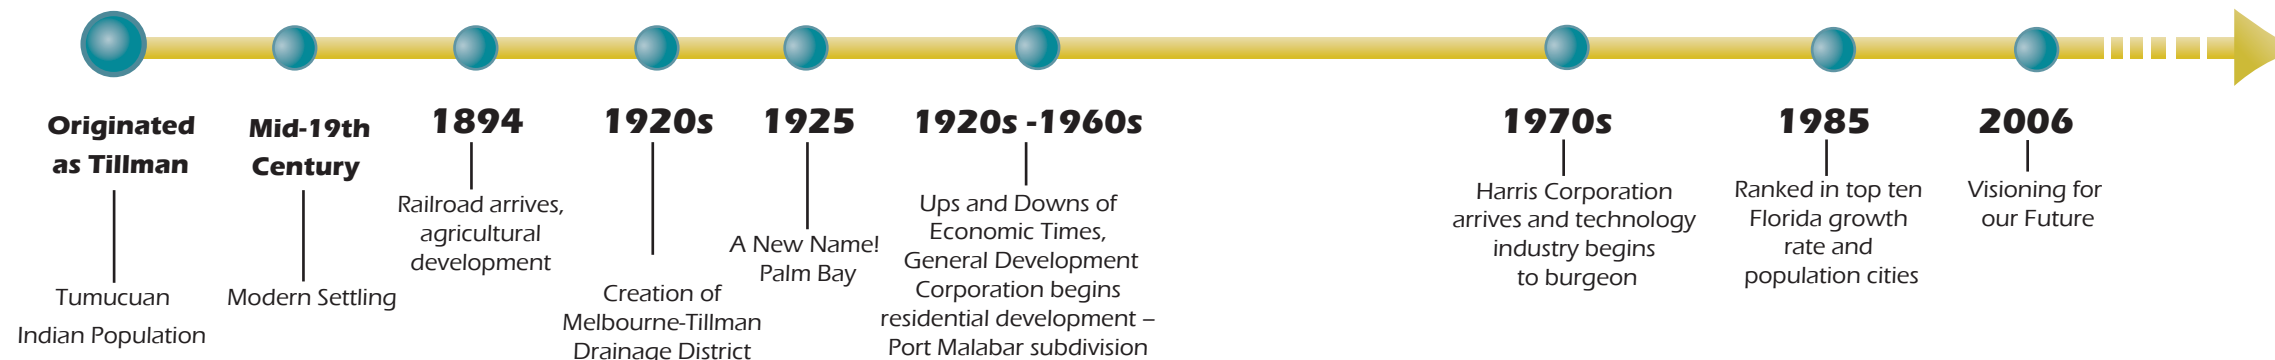 Originated
as Tillman
Tumucuan
Indian Population
Mid-19th
Century
Modern Settling
1894
Railroad arrives,
agricultural
development
1920s
Creation of
Melbourne-Tillman
Drainage District
1925
A New Name!
Palm Bay
1920s -1960s
Ups and Downs of
Economic Times,
General Development
Corporation begins
residential development –
Port Malabar subdivision
1970s
Harris Corporation
arrives and technology
industry begins
to burgeon
1985
Ranked in top ten
Florida growth
rate and
population cities
2006
Visioning for
our Future